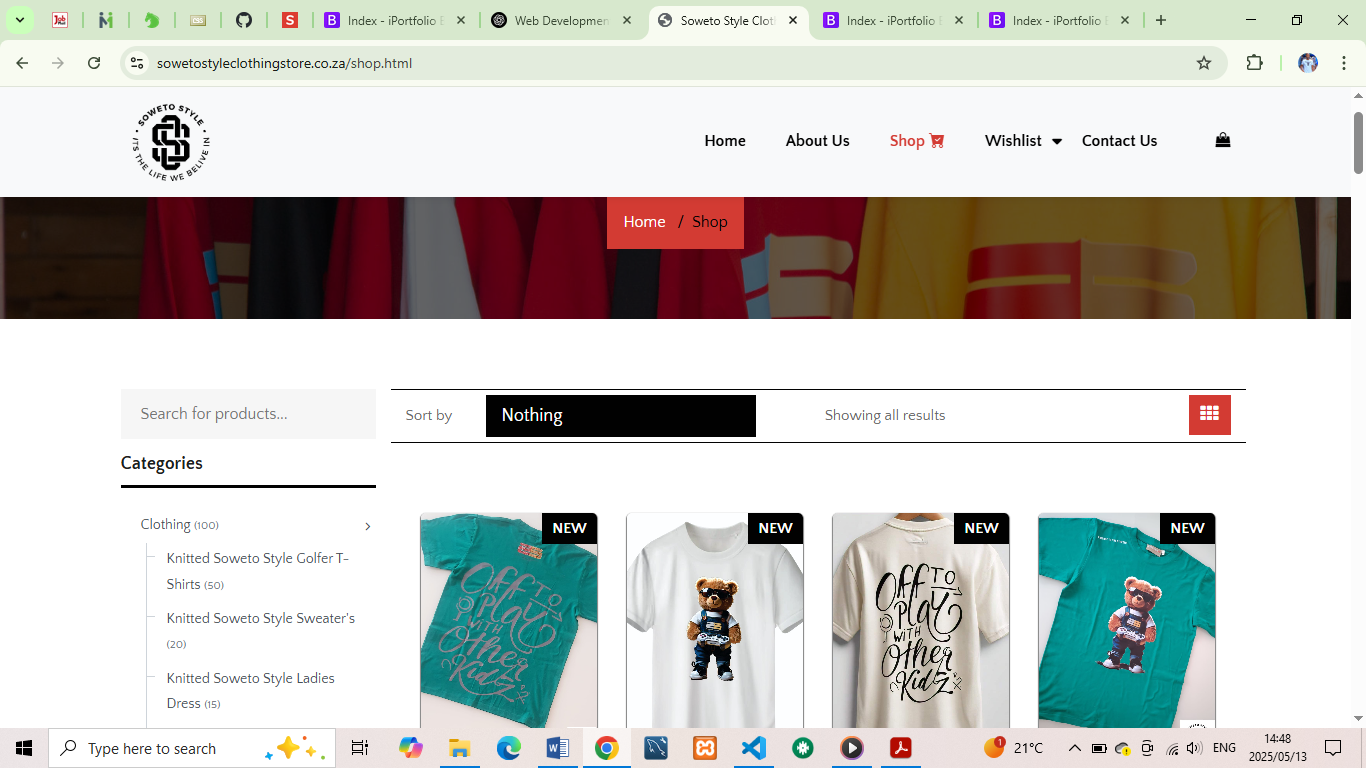 Job
M
CSS
S
B Index - iPortfolio B
Web Developmen
Soweto Style Clot
B Index - iPortfolio B
B Index - iPortfolio B
sowetostyleclothingstore.co.za/shop.html
SOWETO STYLE
ITS THE LIFE WE BELIVE IN
Home
About Us
Shop
Wishlist
Contact Us
Home / Shop
Search for products...
Sort by
Nothing
Showing all results
Categories
Clothing (100)
Knitted Soweto Style Golfer T-
Shirts (50)
Knitted Soweto Style Sweater's
(20)
Knitted Soweto Style Ladies
Dress (15)
NEW
NEW
NEW
NEW
OFF TO
PLAY
WITH
Other
KidZ
OFF TO
PLAY
WITH
Other
KidZ
Type here to search
1
21°C
ENG
14:48
2025/05/13